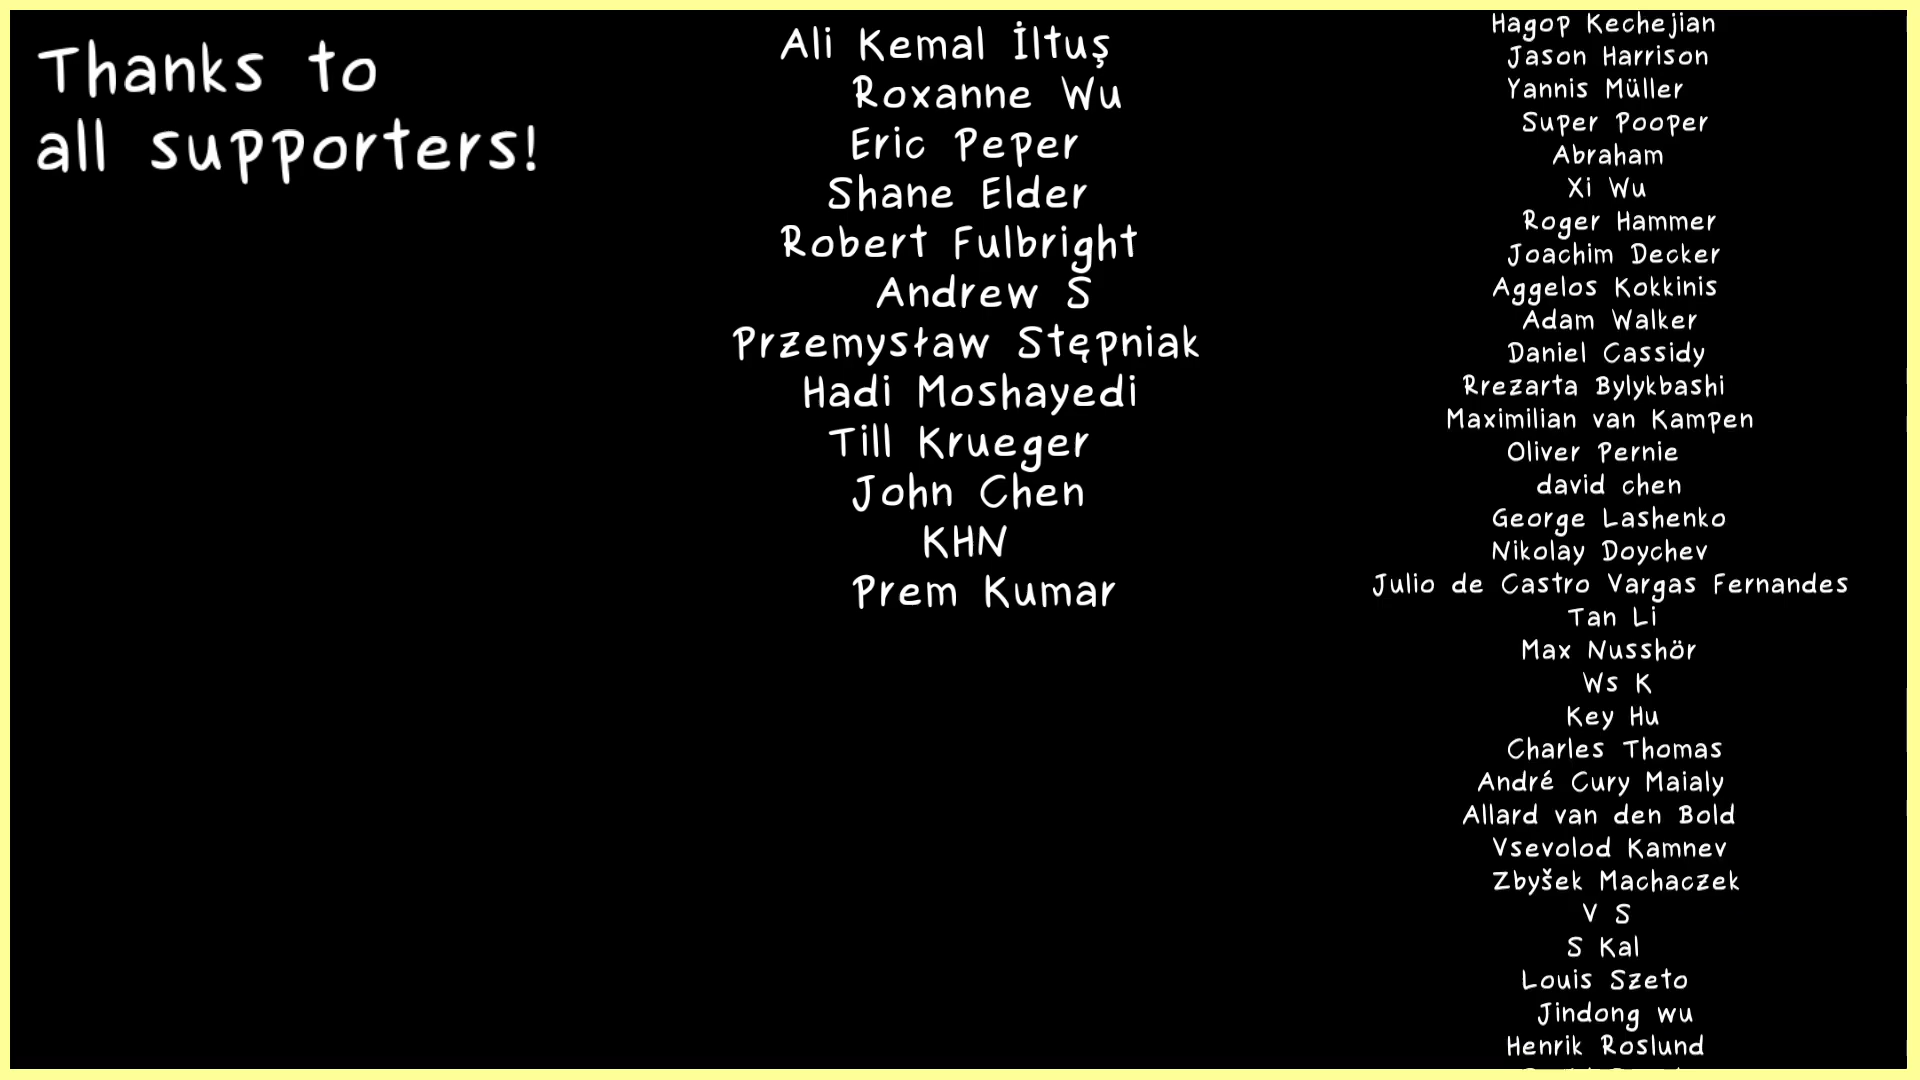 Thanks to
all supporters!
Ali Kemal İltuş
Roxanne Wu
Eric Peper
Shane Elder
Robert Fulbright
Andrew S
Przemysław Stępniak
Hadi Moshayedi
Till Krueger
John Chen
KHN
Prem Kumar
Hagop Kechejian
Jason Harrison
Yannis Müller
Super Pooper
Abraham
Xi Wu
Roger Hammer
Joachim Decker
Aggelos Kokkinis
Adam Walker
Daniel Cassidy
Rrezarta Bylykbashi
Maximilian van Kampen
Oliver Pernie
david chen
George Lashenko
Nikolay Doychev
Julio de Castro Vargas Fernandes
Tan Li
Max Nusshör
Ws K
Key Hu
Charles Thomas
André Cury Maialy
Allard van den Bold
Vsevolod Kamnev
Zbyšek Machaczek
V S
S Kal
Louis Szeto
Jindong wu
Henrik Roslund